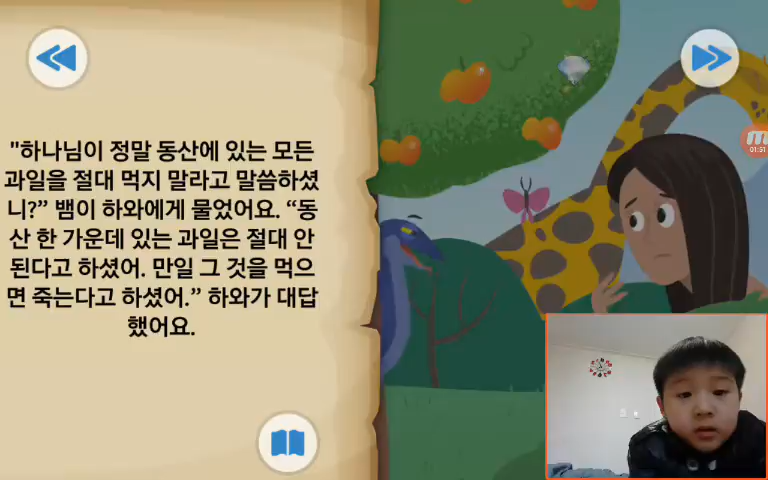 "하나님이 정말 동산에 있는 모든
과일을 절대 먹지 말라고 말씀하셨
니?” 뱀이 하와에게 물었어요. “동
산 한 가운데 있는 과일은 절대 안
된다고 하셨어. 만일 그 것을 먹으
면 죽는다고 하셨어.” 하와가 대답
했어요.
M
01:51